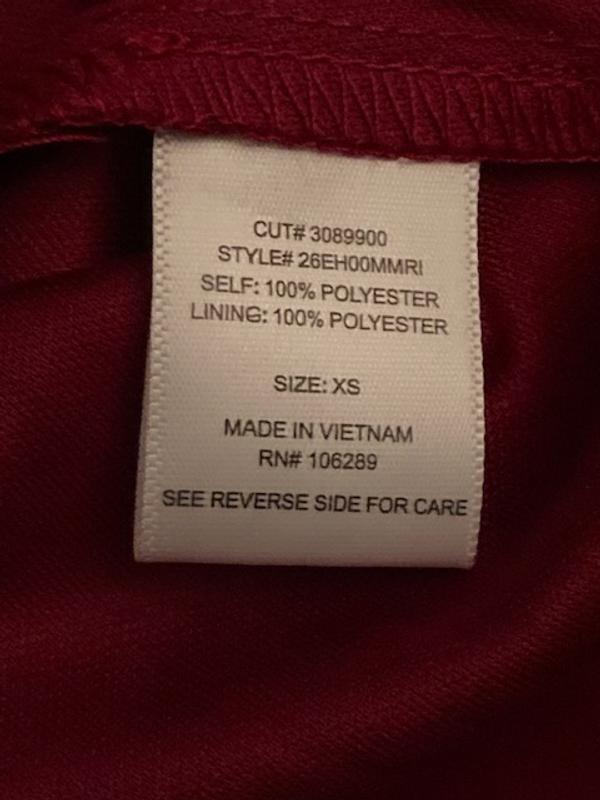 CUT# 3089900
STYLE# 26EH00MMRI
SELF: 100% POLYESTER
LINING: 100% POLYESTER
SIZE: XS
MADE IN VIETNAM
RN# 106289
SEE REVERSE SIDE FOR CARE